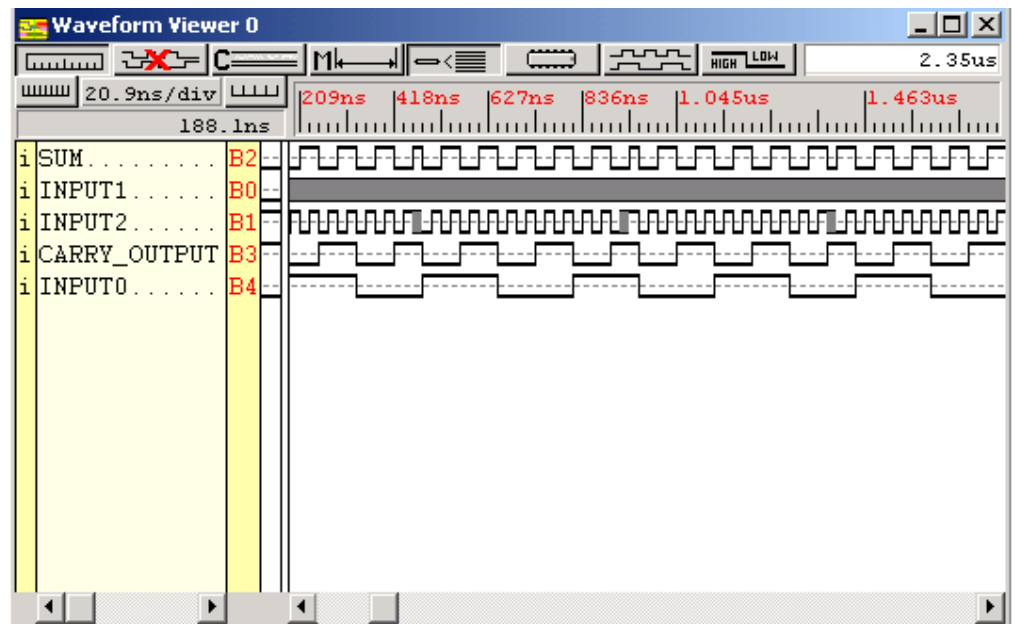 Waveform Viewer 0
C M HIGH LOW 2.35us
20.9ns/div 209ns 418ns 627ns 836ns 1.045us 1.463us
188.1ns
i SUM......... B2
i INPUT1...... B0
i INPUT2...... B1
i CARRY_OUTPUT B3
i INPUT0...... B4